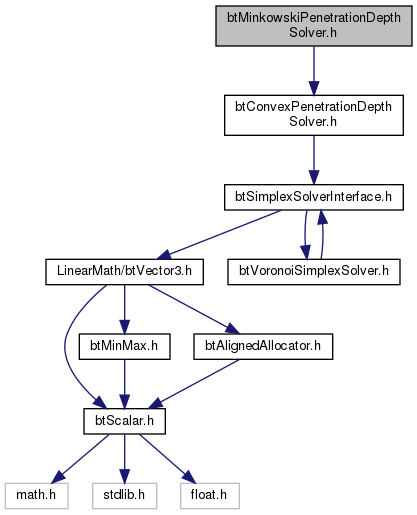 btMinkowskiPenetrationDepth
Solver.h
btConvexPenetrationDepth
Solver.h
btSimplexSolverInterface.h
LinearMath/btVector3.h
btVoronoiSimplexSolver.h
btMinMax.h
btAlignedAllocator.h
btScalar.h
math.h
stdlib.h
float.h